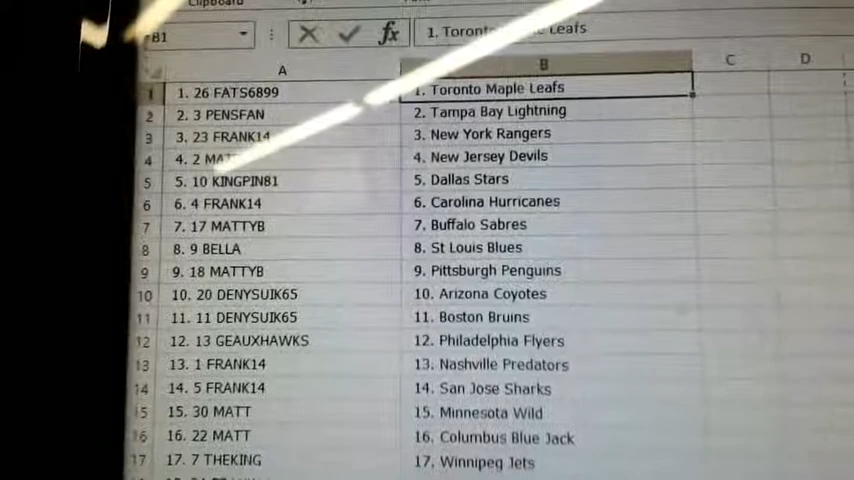 Clipboard
B1 fx 1. Toronto Leafs
A B C D
1 1. 26 FATS6899 1. Toronto Maple Leafs
2 2. 3 PENSFAN 2. Tampa Bay Lightning
3 3. 23 FRANK14 3. New York Rangers
4 4. 2 4. New Jersey Devils
5 5. 10 KINGPIN81 5. Dallas Stars
6 6. 4 FRANK14 6. Carolina Hurricanes
7 7. 17 MATTYB 7. Buffalo Sabres
8 8. 9 BELLA 8. St Louis Blues
9 9. 18 MATTYB 9. Pittsburgh Penguins
10 10. 20 DENYSUIK65 10. Arizona Coyotes
11 11. 11 DENYSUIK65 11. Boston Bruins
12 12. 13 GEAUXHAWKS 12. Philadelphia Flyers
13 13. 1 FRANK14 13. Nashville Predators
14 14. 5 FRANK14 14. San Jose Sharks
15 15. 30 MATT 15. Minnesota Wild
16 16. 22 MATT 16. Columbus Blue Jack
17 17. 7 THEKING 17. Winnipeg Jets